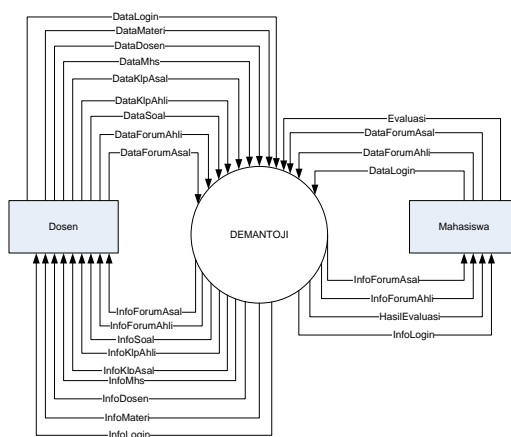 DataLogin
DataMateri
DataDosen
DataMhs
DataKlpAsal
DataKlpAhli
DataSoal
DataForumAhli
DataForumAsal
Evaluasi
DataForumAsal
DataForumAhli
DataLogin
Dosen
DEMANTOJI
Mahasiswa
InfoForumAsal
InfoForumAhli
InfoSoal
InfoKlpAhli
InfoKlpAsal
InfoMhs
InfoDosen
InfoMateri
InfoLogin
InfoForumAsal
InfoForumAhli
HasilEvaluasi
InfoLogin